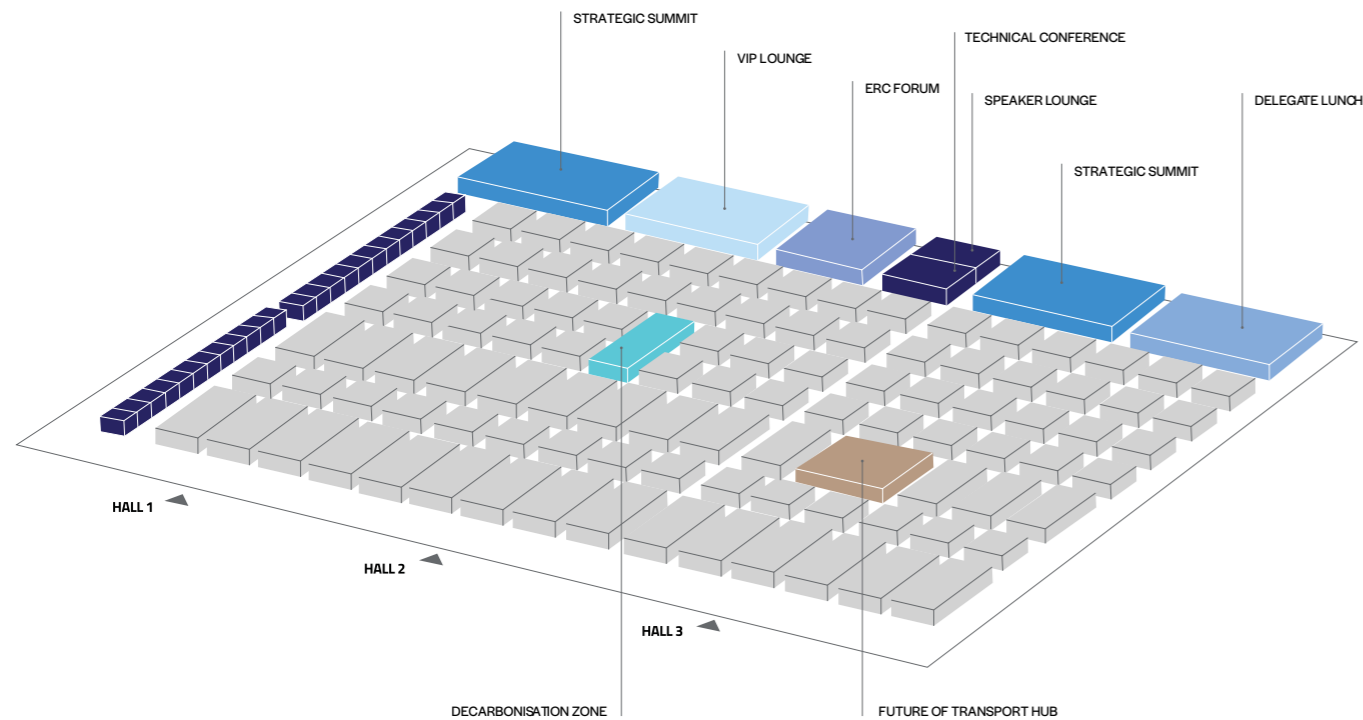 STRATEGIC SUMMIT
TECHNICAL CONFERENCE
VIP LOUNGE
ERC FORUM
SPEAKER LOUNGE
DELEGATE LUNCH
STRATEGIC SUMMIT
HALL 1
HALL 2
HALL 3
DECARBONISATION ZONE
FUTURE OF TRANSPORT HUB